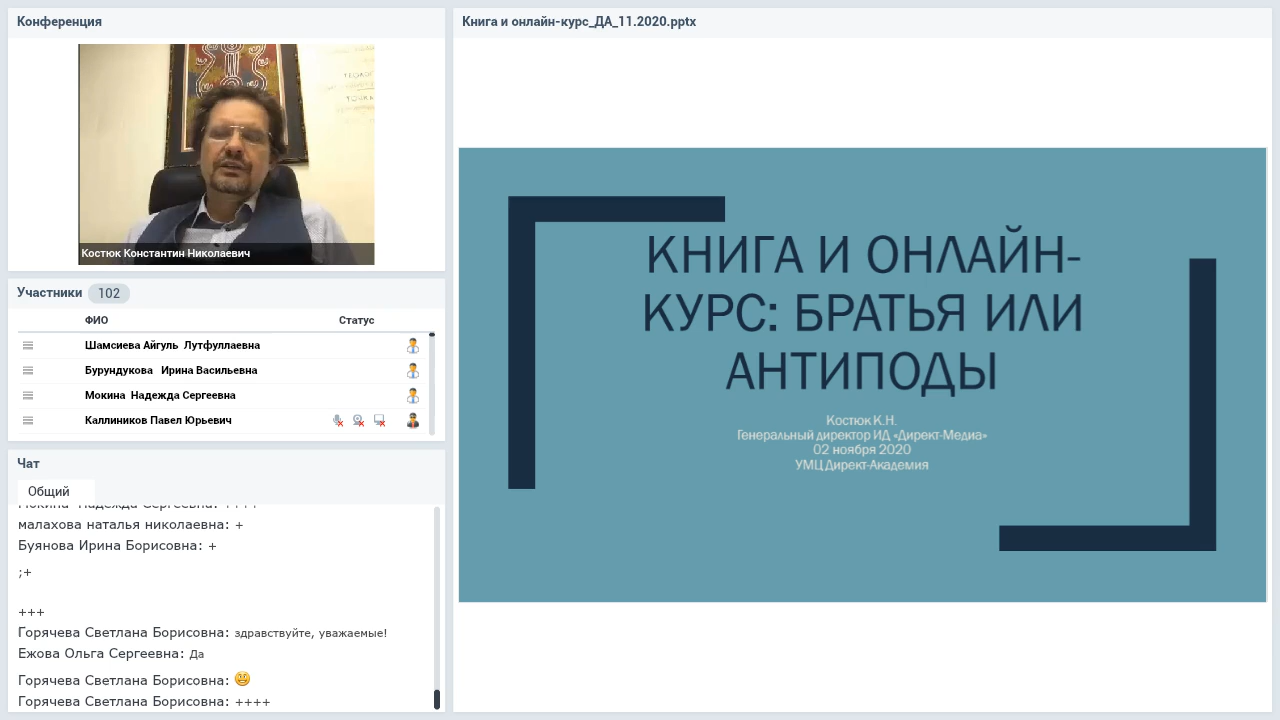 Конференция
Костюк Константин Николаевич
Участники 102
ФИО Статус
Шамсиева Айгуль Лутфуллаевна
Бурундукова Ирина Васильевна
Мокина Надежда Сергеевна
Каллиников Павел Юрьевич
Чат
Общий
Мокина Надежда Сергеевна: ++++
малахова наталья николаевна: +
Буянова Ирина Борисовна: +
;+
+++
Горячева Светлана Борисовна: здравствуйте, уважаемые!
Ежова Ольга Сергеевна: Да
Горячева Светлана Борисовна:
Горячева Светлана Борисовна: ++++
Книга и онлайн-курс_ДА_11.2020.pptx
КНИГА И ОНЛАЙН-
КУРС: БРАТЬЯ ИЛИ
АНТИПОДЫ
Костюк К.Н.
Генеральный директор ИД «Директ-Медиа»
02 ноября 2020
УМЦ Директ-Академия